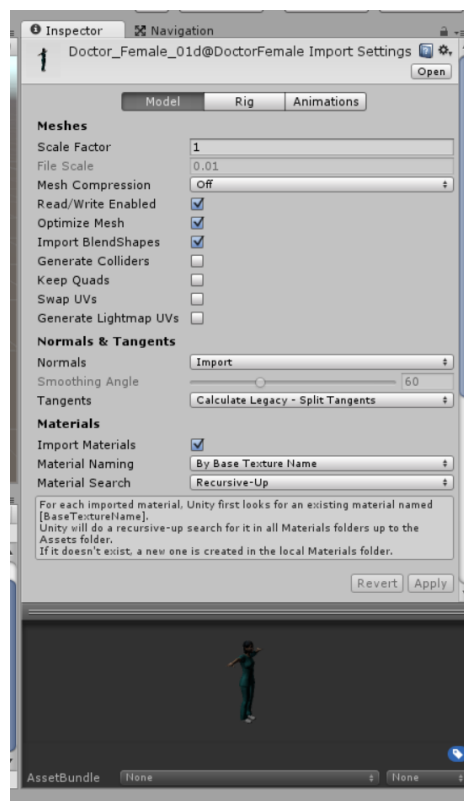 Inspector Navigation
Doctor_Female_01d@DoctorFemale Import Settings
Open
Model Rig Animations
Meshes
Scale Factor 1
File Scale 0.01
Mesh Compression Off
Read/Write Enabled
Optimize Mesh
Import BlendShapes
Generate Colliders
Keep Quads
Swap UVs
Generate Lightmap UVs
Normals & Tangents
Normals Import
Smoothing Angle 60
Tangents Calculate Legacy - Split Tangents
Materials
Import Materials
Material Naming By Base Texture Name
Material Search Recursive-Up
For each imported material, Unity first looks for an existing material named
[BaseTextureName].
Unity will do a recursive-up search for it in all Materials folders up to the
Assets folder.
If it doesn't exist, a new one is created in the local Materials folder.
Revert Apply
AssetBundle None None